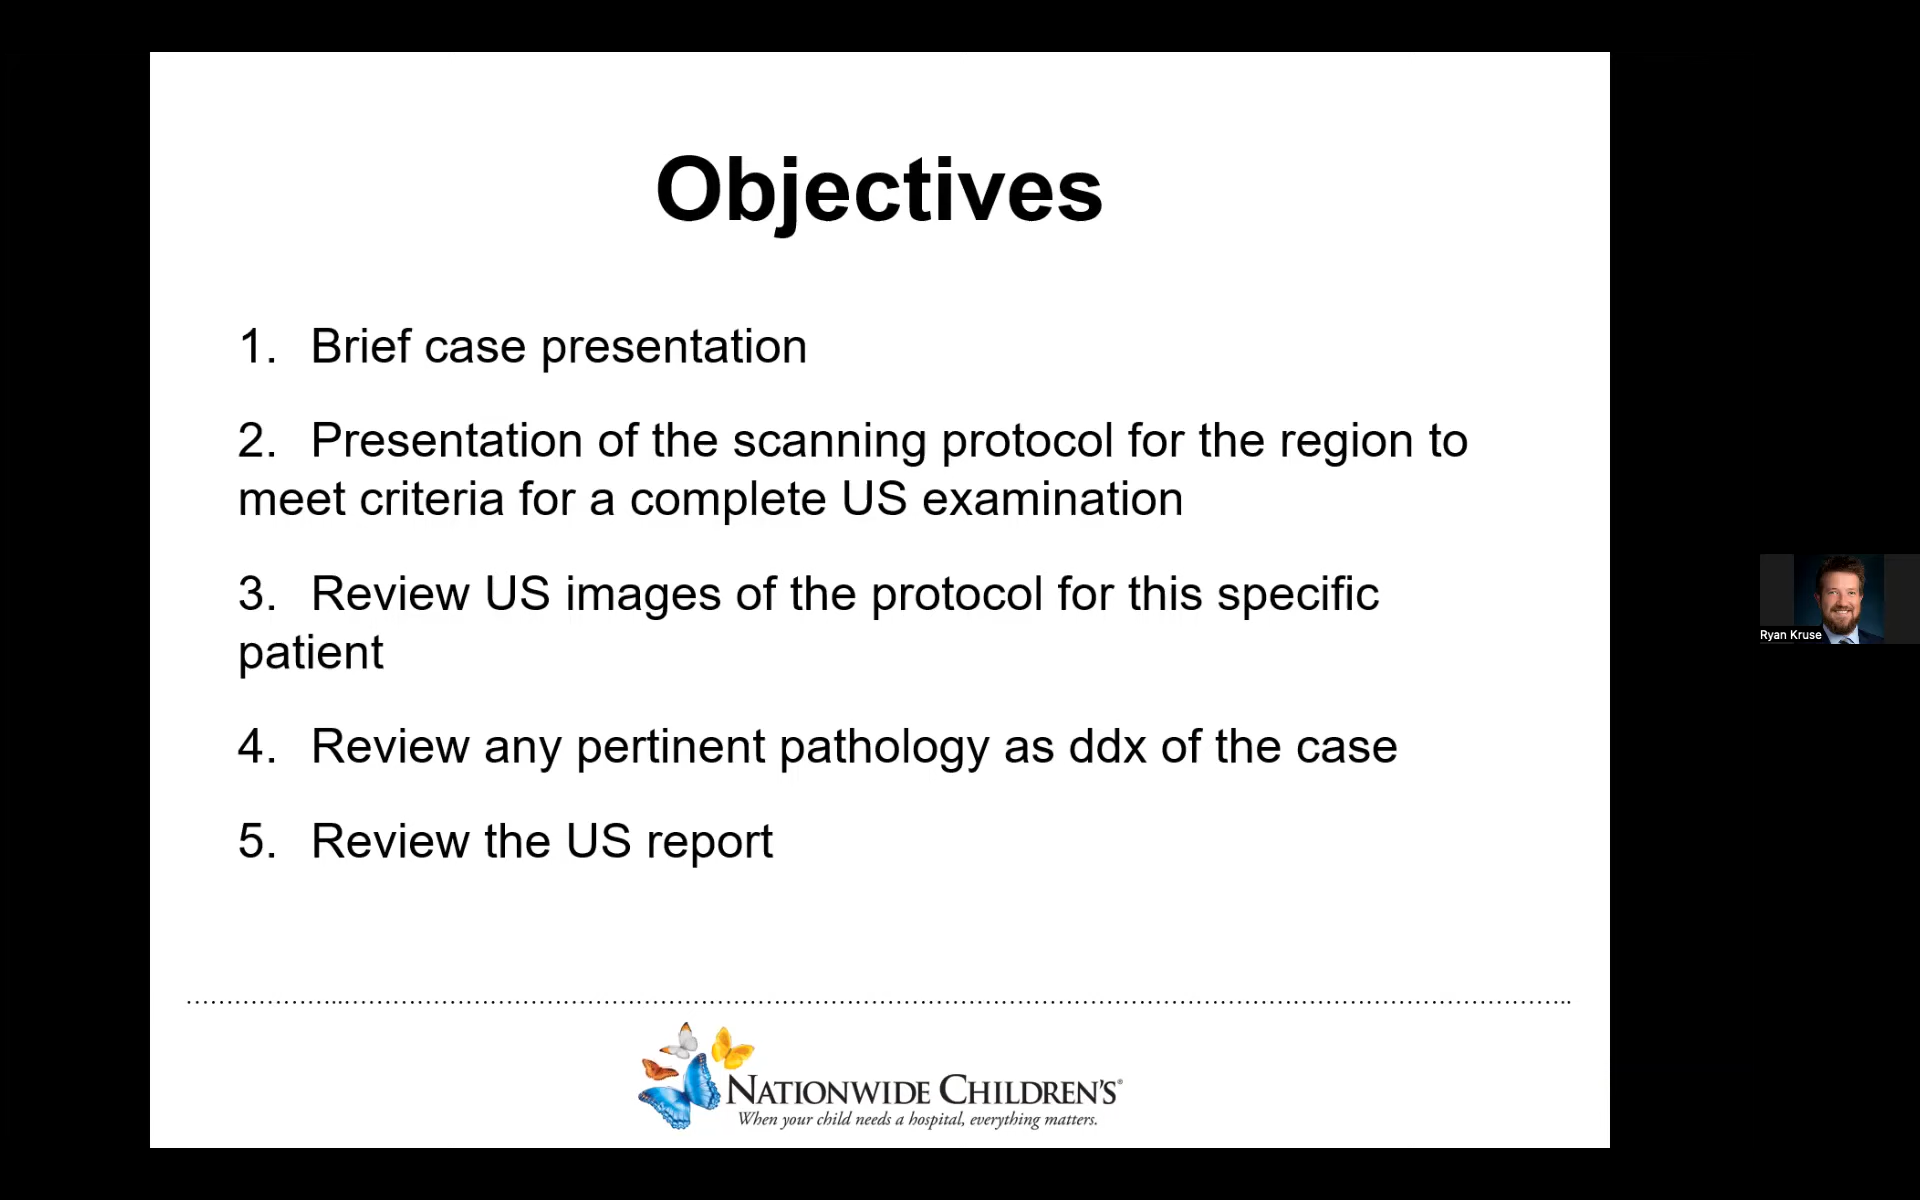 Objectives
1. Brief case presentation
2. Presentation of the scanning protocol for the region to
meet criteria for a complete US examination
3. Review US images of the protocol for this specific
patient
4. Review any pertinent pathology as ddx of the case
5. Review the US report
Ryan Kruse
NATIONWIDE CHILDREN'S®
When your child needs a hospital, everything matters.